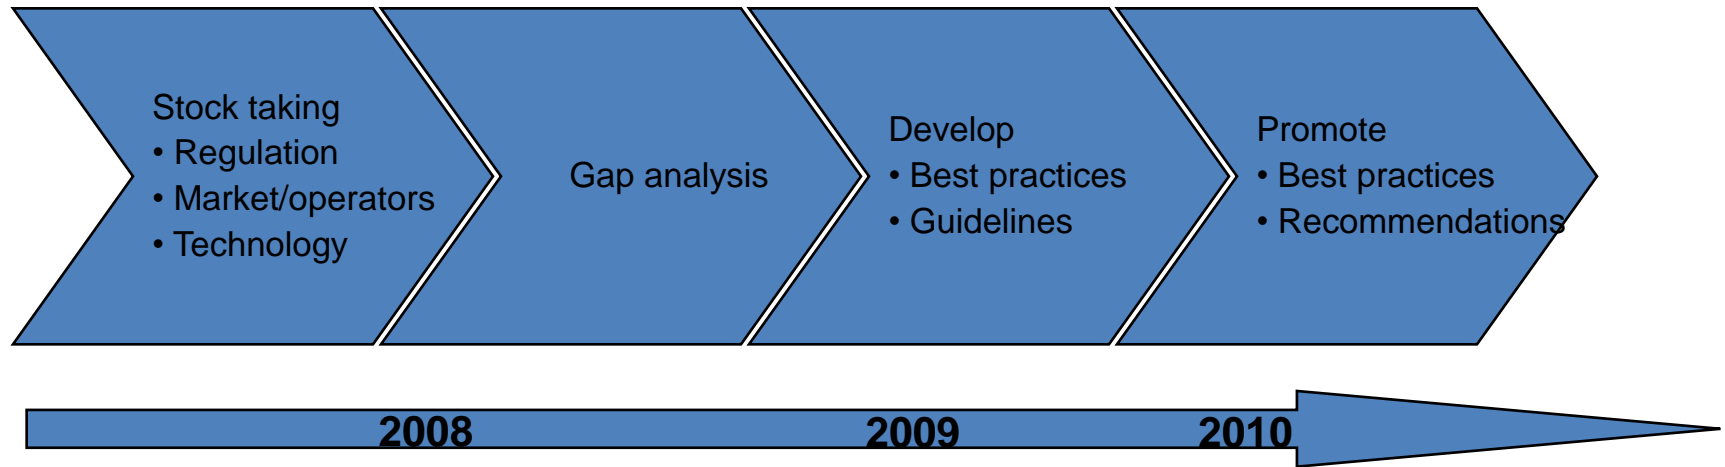 Stock taking
• Regulation
• Market/operators
• Technology
Gap analysis
Develop
• Best practices
• Guidelines
Promote
• Best practices
• Recommendations
2008
2009
2010